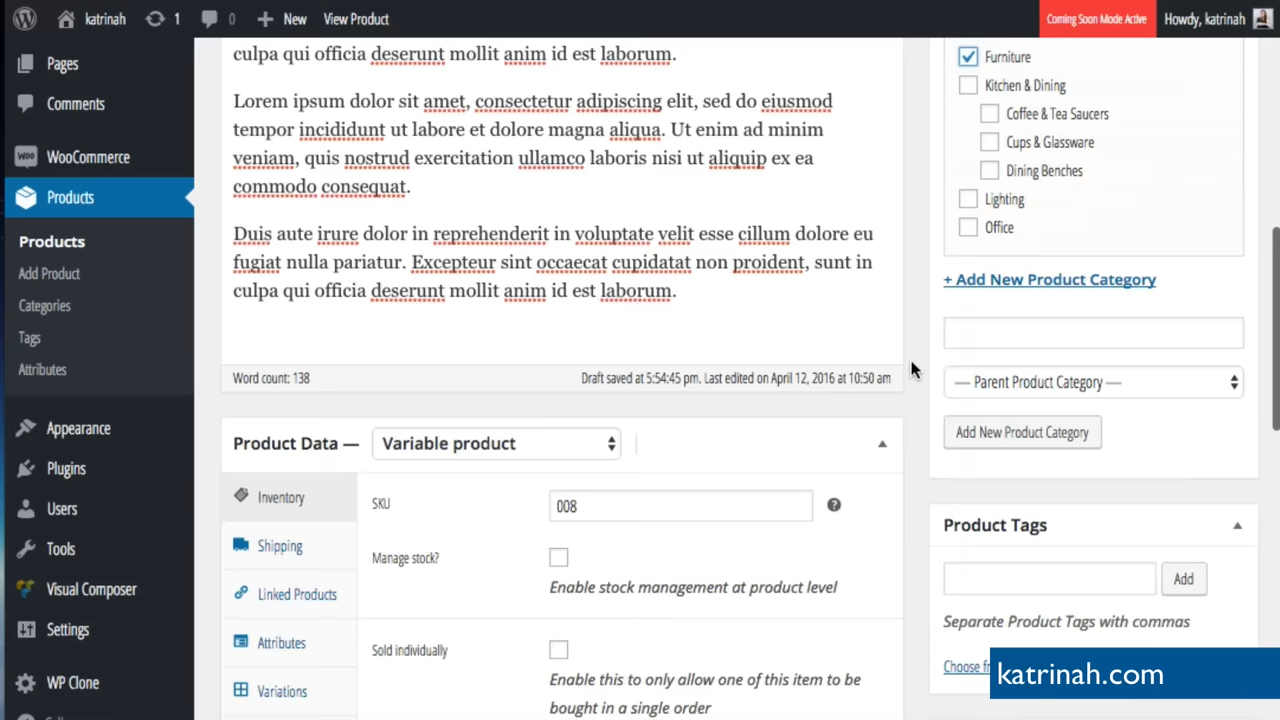 katrinah 1 0 New View Product Coming Soon Mode Active Howdy, katrinah
Pages
Comments
WOO WooCommerce
Products
Products
Add Product
Categories
Tags
Attributes
Appearance
Plugins
Users
Tools
Visual Composer
Settings
WP Clone
culpa qui officia deserunt mollit anim id est laborum.
Lorem ipsum dolor sit amet, consectetur adipiscing elit, sed do eiusmod
tempor incididunt ut labore et dolore magna aliqua. Ut enim ad minim
veniam, quis nostrud exercitation ullamco laboris nisi ut aliquip ex ea
commodo consequat.
Duis aute irure dolor in reprehenderit in voluptate velit esse cillum dolore eu
fugiat nulla pariatur. Excepteur sint occaecat cupidatat non proident, sunt in
culpa qui officia deserunt mollit anim id est laborum.
Word count: 138 Draft saved at 5:54:45 pm. Last edited on April 12, 2016 at 10:50 am
Product Data — Variable product
Inventory
Shipping
Linked Products
Attributes
Variations
SKU 008
Manage stock?
Enable stock management at product level
Sold individually
Enable this to only allow one of this item to be
bought in a single order
Furniture
Kitchen & Dining
Coffee & Tea Saucers
Cups & Glassware
Dining Benches
Lighting
Office
+ Add New Product Category
— Parent Product Category —
Add New Product Category
Product Tags
Add
Separate Product Tags with commas
Choose
katrinah.com